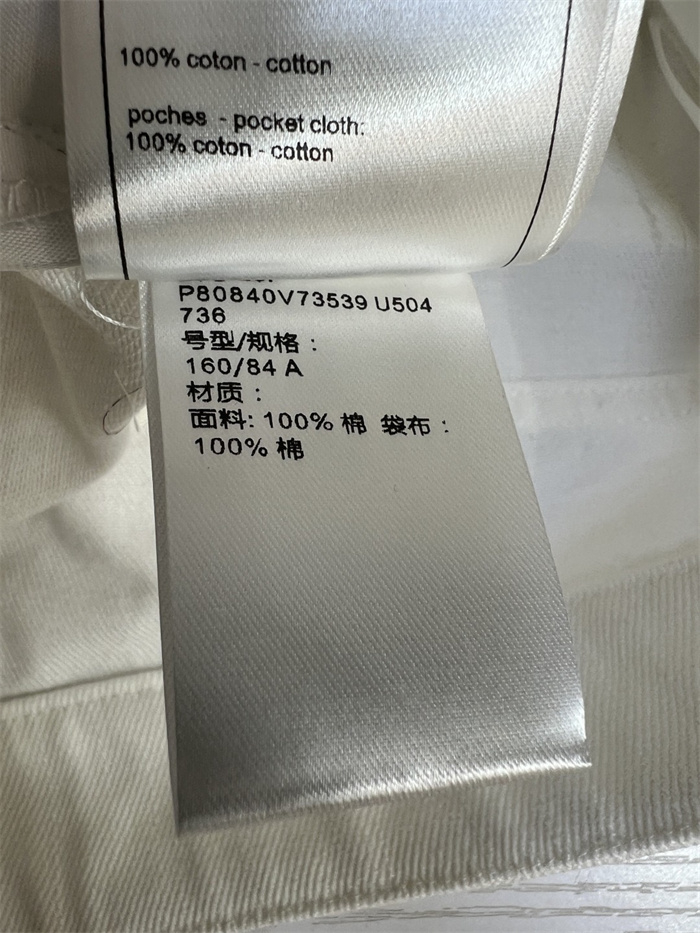 100% coton - cotton
poches - pocket cloth:
100% coton - cotton
P80840V73539 U504
736
号型/规格：
160/84 A
材质：
面料: 100% 棉 袋布：
100% 棉